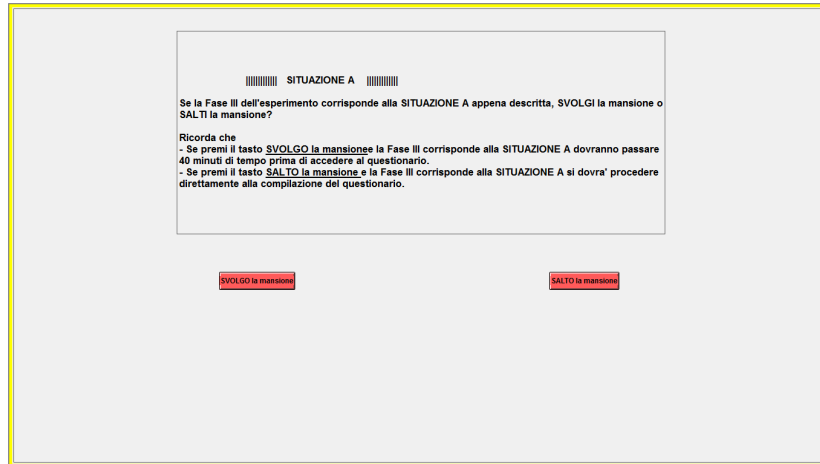 |||||||||||| SITUAZIONE A ||||||||||||
Se la Fase III dell'esperimento corrisponde alla SITUAZIONE A appena descritta, SVOLGI la mansione o
SALTI la mansione?
Ricorda che
- Se premi il tasto SVOLGO la mansionee la Fase III corrisponde alla SITUAZIONE A dovranno passare
40 minuti di tempo prima di accedere al questionario.
- Se premi il tasto SALTO la mansione e la Fase III corrisponde alla SITUAZIONE A si dovra' procedere
direttamente alla compilazione del questionario.
SVOLGO la mansione SALTO la mansione